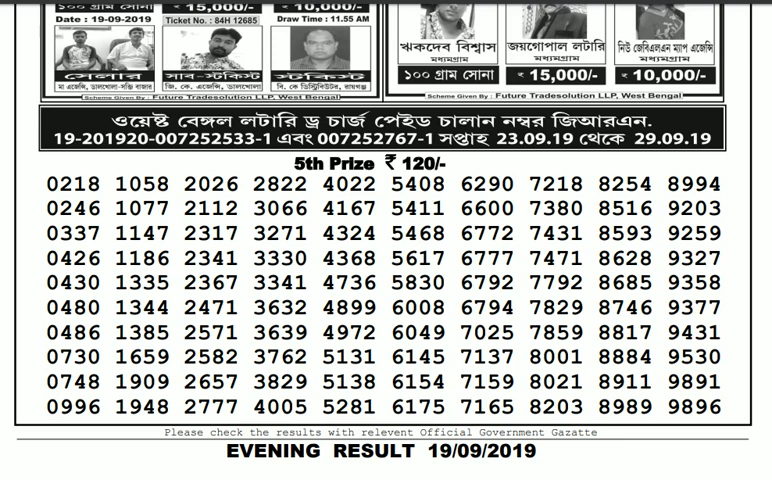 ১০০ গ্রাম সোনা ₹ 15,000/- ₹ 10,000/-
Date : 19-09-2019 Ticket No. : 84H 12685 Draw Time : 11.55 AM
সেলার সাব-স্টকিস্ট স্টকিস্ট
মা এজেন্সি, ডালখোলা-সব্জি বাজার জি. কে. এজেন্সি, ডালখোলা বি. কে ডিস্ট্রিবিউটর, রায়গঞ্জ
Scheme Given By : Future Tradesolution LLP, West Bengal
ঋকদেব বিশ্বাস জয়গোপাল লটারি নিউ জেবিএলএন ম্যাপ এজেন্সি
মধ্যমগ্রাম মধ্যমগ্রাম মধ্যমগ্রাম
১০০ গ্রাম সোনা ₹ 15,000/- ₹ 10,000/-
Scheme Given By : Future Tradesolution LLP, West Bengal
ওয়েষ্ট বেঙ্গল লটারি ড্র চার্জ পেইড চালান নম্বর জিআরএন.
19-201920-007252533-1 এবং 007252767-1 সপ্তাহ 23.09.19 থেকে 29.09.19
5th Prize ₹ 120/-
0218 1058 2026 2822 4022 5408 6290 7218 8254 8994
0246 1077 2112 3066 4167 5411 6600 7380 8516 9203
0337 1147 2317 3271 4324 5468 6772 7431 8593 9259
0426 1186 2341 3330 4368 5617 6777 7471 8628 9327
0430 1335 2367 3341 4736 5830 6792 7792 8685 9358
0480 1344 2471 3632 4899 6008 6794 7829 8746 9377
0486 1385 2571 3639 4972 6049 7025 7859 8817 9431
0730 1659 2582 3762 5131 6145 7137 8001 8884 9530
0748 1909 2657 3829 5138 6154 7159 8021 8911 9891
0996 1948 2777 4005 5281 6175 7165 8203 8989 9896
Please check the results with relevent Official Government Gazatte
EVENING RESULT 19/09/2019